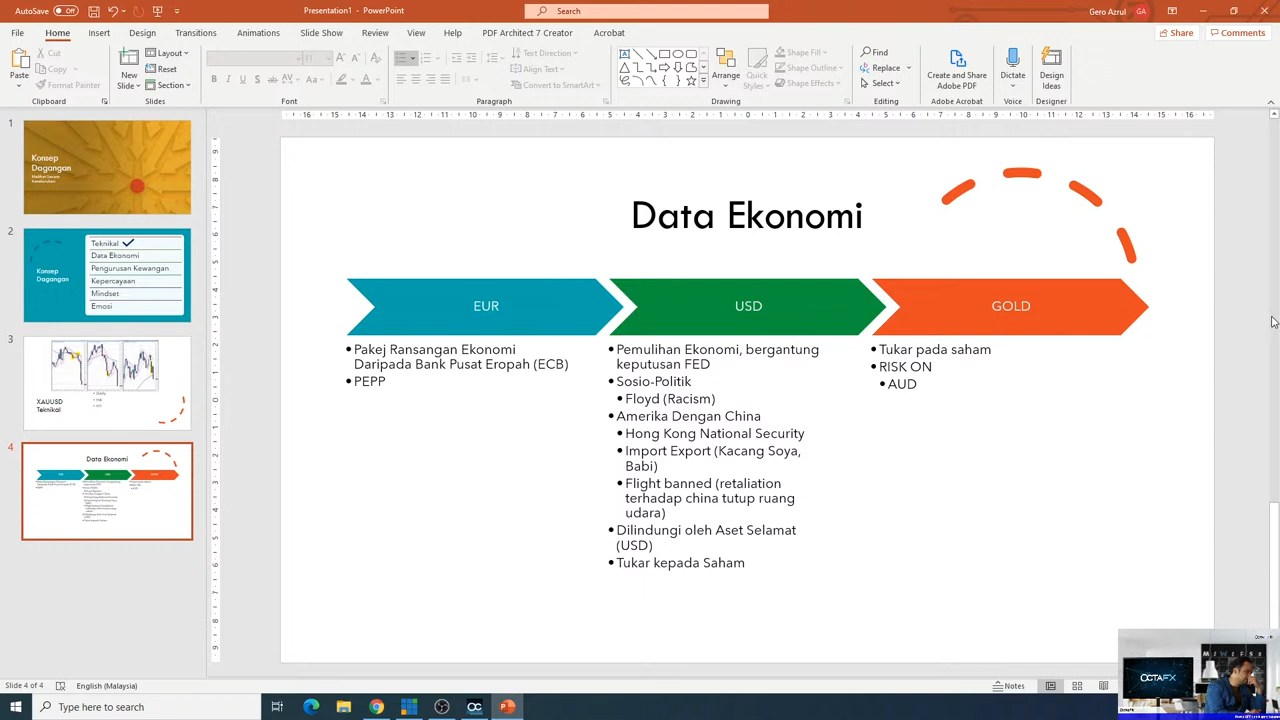 AutoSave Off
Presentation1 - PowerPoint
Search
Gero Azrul GA
File Home Insert Design Transitions Animations Slide Show Review View Help PDF Architect 7 Creator Acrobat Share Comments
Paste
Cut
Copy
Format Painter
Clipboard
New Slide
Layout
Reset
Section
Slides
Font
Text Direction
Align Text
Convert to SmartArt
Paragraph
Arrange
Quick Styles
Shape Fill
Shape Outline
Shape Effects
Drawing
Find
Replace
Select
Editing
Create and Share Adobe PDF
Adobe Acrobat
Dictate
Voice
Design Ideas
Designer
1
Konsep
Dagangan
2
Konsep
Dagangan
Teknikal
Data Ekonomi
Pengurusan Kewangan
Kepercayaan
Mindset
Emosi
3
XAUUSD
Teknikal
4
Data Ekonomi
Data Ekonomi
EUR
•Pakej Ransangan Ekonomi
Daripada Bank Pusat Eropah (ECB)
•PEPP
USD
•Pemulihan Ekonomi, bergantung
keputusan FED
•Sosio-Politik
•Floyd (Racism)
•Amerika Dengan China
•Hong Kong National Security
•Import Export (Kacang Soya,
Babi)
•Flight banned (retaliation
terhadap china tutup ruang
udara)
•Dilindungi oleh Aset Selamat
(USD)
•Tukar kepada Saham
GOLD
•Tukar pada saham
•RISK ON
•AUD
OCTAFX
Slide 4 of 4
English (Malaysia)
Notes
Type here to search